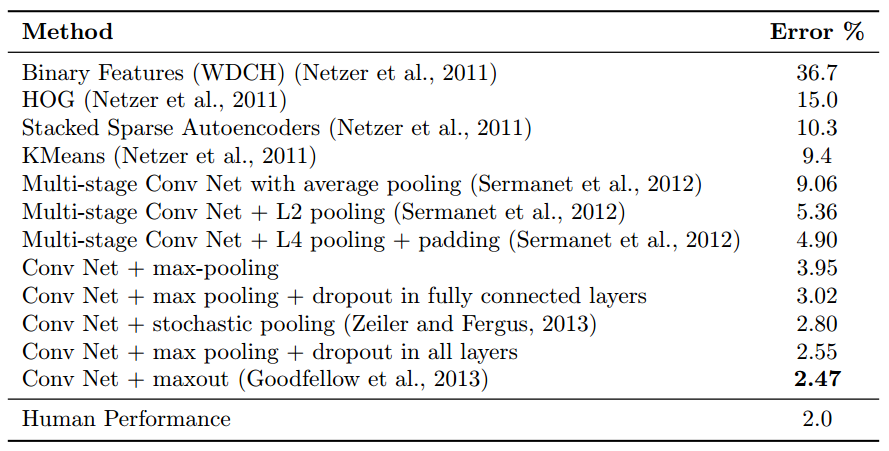 Method Error %
Binary Features (WDCH) (Netzer et al., 2011) 36.7
HOG (Netzer et al., 2011) 15.0
Stacked Sparse Autoencoders (Netzer et al., 2011) 10.3
KMeans (Netzer et al., 2011) 9.4
Multi-stage Conv Net with average pooling (Sermanet et al., 2012) 9.06
Multi-stage Conv Net + L2 pooling (Sermanet et al., 2012) 5.36
Multi-stage Conv Net + L4 pooling + padding (Sermanet et al., 2012) 4.90
Conv Net + max-pooling 3.95
Conv Net + max pooling + dropout in fully connected layers 3.02
Conv Net + stochastic pooling (Zeiler and Fergus, 2013) 2.80
Conv Net + max pooling + dropout in all layers 2.55
Conv Net + maxout (Goodfellow et al., 2013) 2.47
Human Performance 2.0